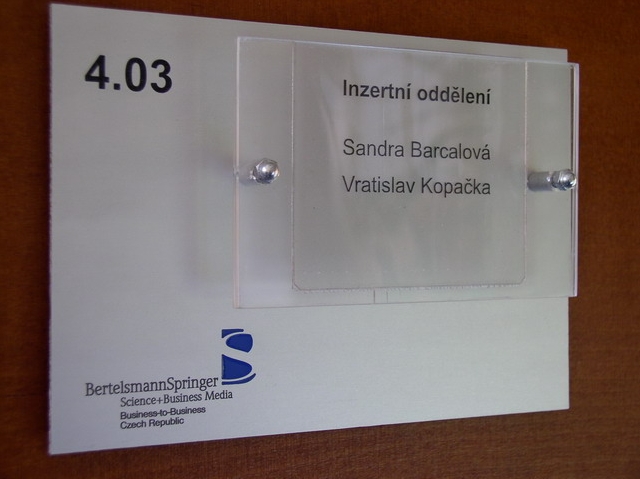 4.03
Inzertní oddělení
Sandra Barcalová
Vratislav Kopačka
BertelsmannSpringer
Science+Business Media
Business-to-Business
Czech Republic